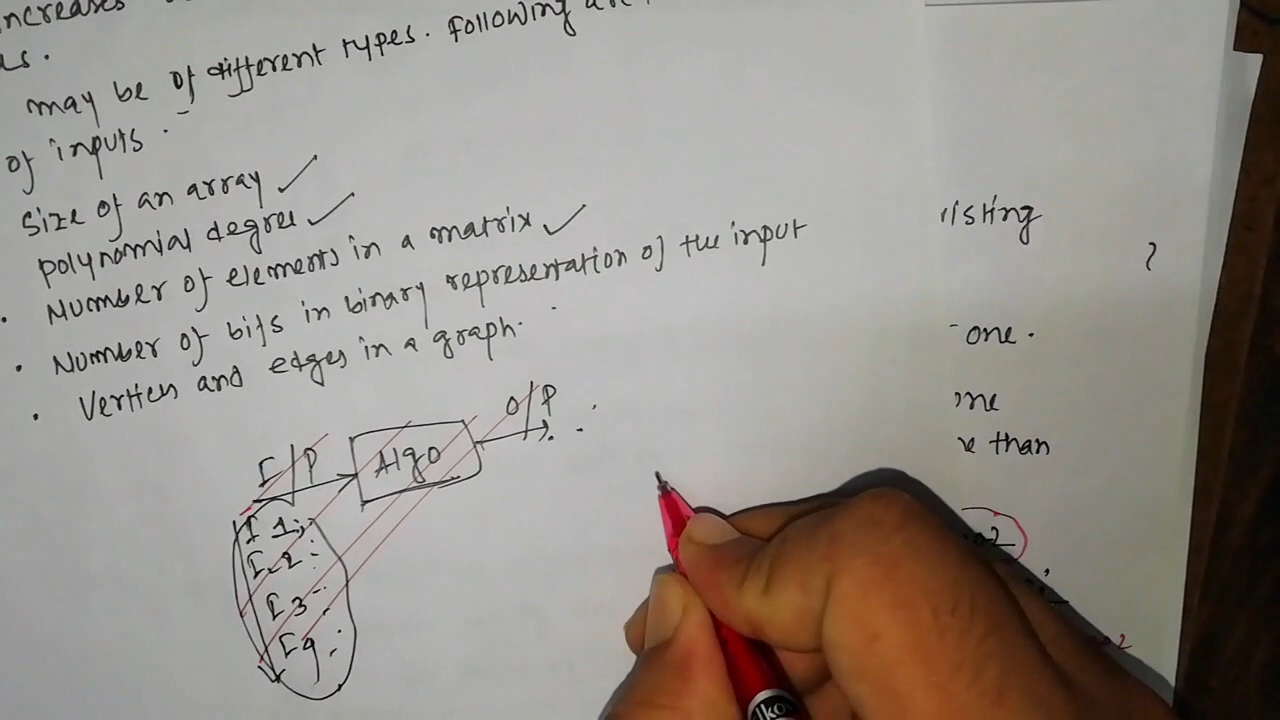 increases
may be of different types. Following are
of inputs.
Size of an array ✓
polynomial degree ✓
• Number of elements in a matrix ✓
• Number of bits in binary representation of the input
• Vertices and edges in a graph.
I/P Algo O/P
I1
I2
I3
listing
?
one.
than